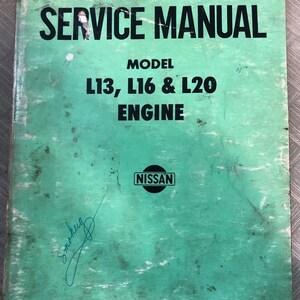 SERVICE MANUAL
MODEL
L13, L16 & L20
ENGINE
NISSAN